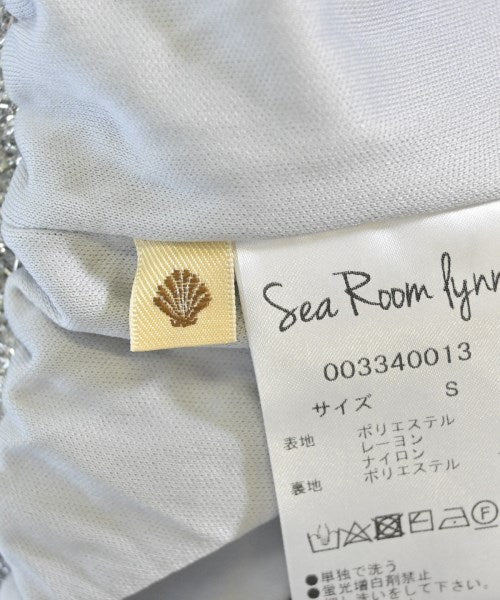 Sea Room lynn
003340013
サイズ S
表地 ポリエステル
レーヨン
ナイロン
裏地 ポリエステル
●単独で洗う
●蛍光増白剤禁止